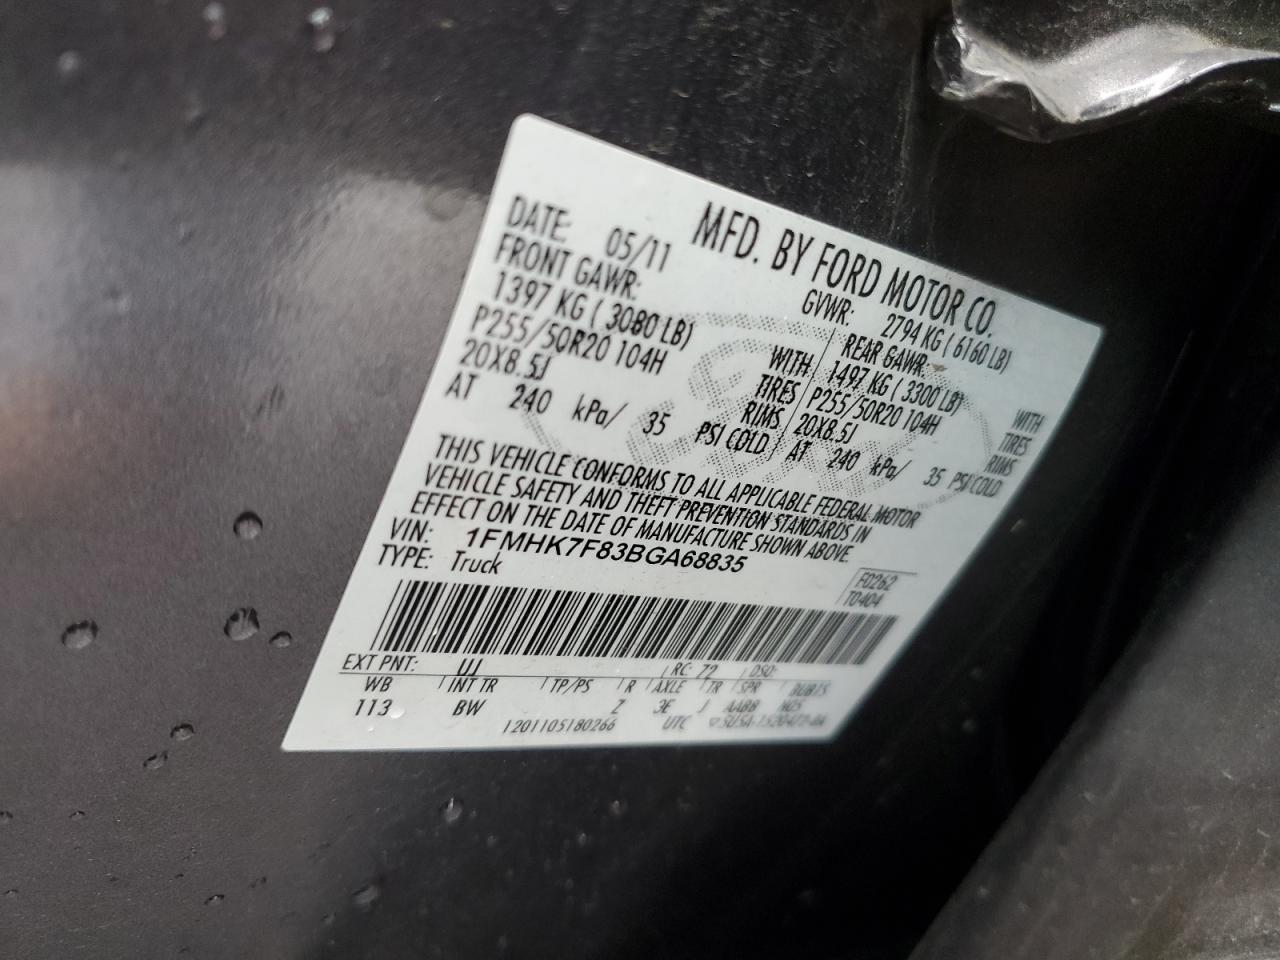 MFD. BY FORD MOTOR CO.
DATE: 05/11 GVWR: 2794 KG ( 6160 LB)
FRONT GAWR: REAR GAWR:
1397 KG ( 3080 LB) WITH 1497 KG ( 3300 LB) WITH
P255/50R20 104H TIRES P255/50R20 104H TIRES
20X8.5J RIMS 20X8.5J RIMS
AT 240 kPa/ 35 PSI COLD AT 240 kPa/ 35 PSI COLD
THIS VEHICLE CONFORMS TO ALL APPLICABLE FEDERAL MOTOR
VEHICLE SAFETY AND THEFT PREVENTION STANDARDS IN
EFFECT ON THE DATE OF MANUFACTURE SHOWN ABOVE.
VIN: 1FMHK7F83BGA68835
TYPE: Truck
F0262
T0404
EXT PNT: UJ RC: 72 DSO:
WB INT TR TP/PS R AXLE TR SPR
113 BW Z 3E J AABB
1201105180266 UTC